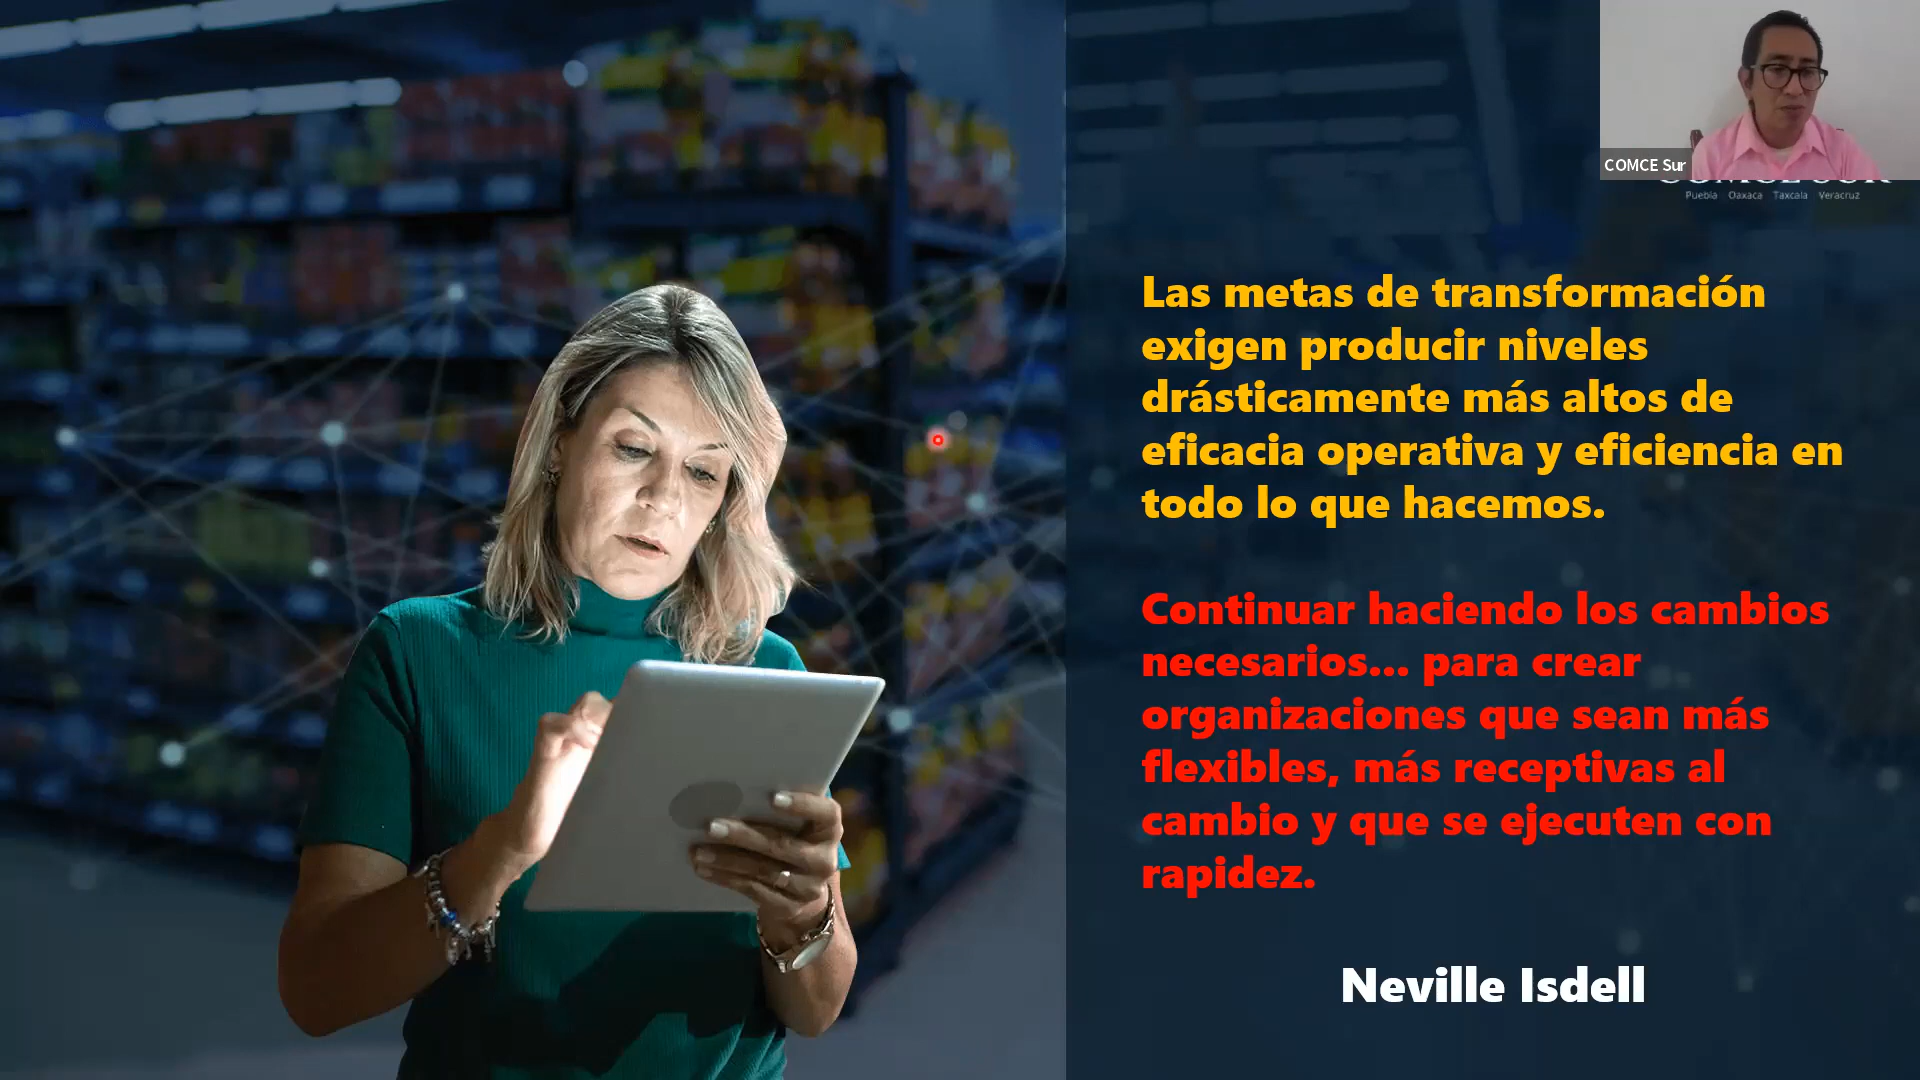 COMCE Sur
Puebla Oaxaca Taxcala Veracruz
Las metas de transformación
exigen producir niveles
drásticamente más altos de
eficacia operativa y eficiencia en
todo lo que hacemos.
Continuar haciendo los cambios
necesarios... para crear
organizaciones que sean más
flexibles, más receptivas al
cambio y que se ejecuten con
rapidez.
Neville Isdell